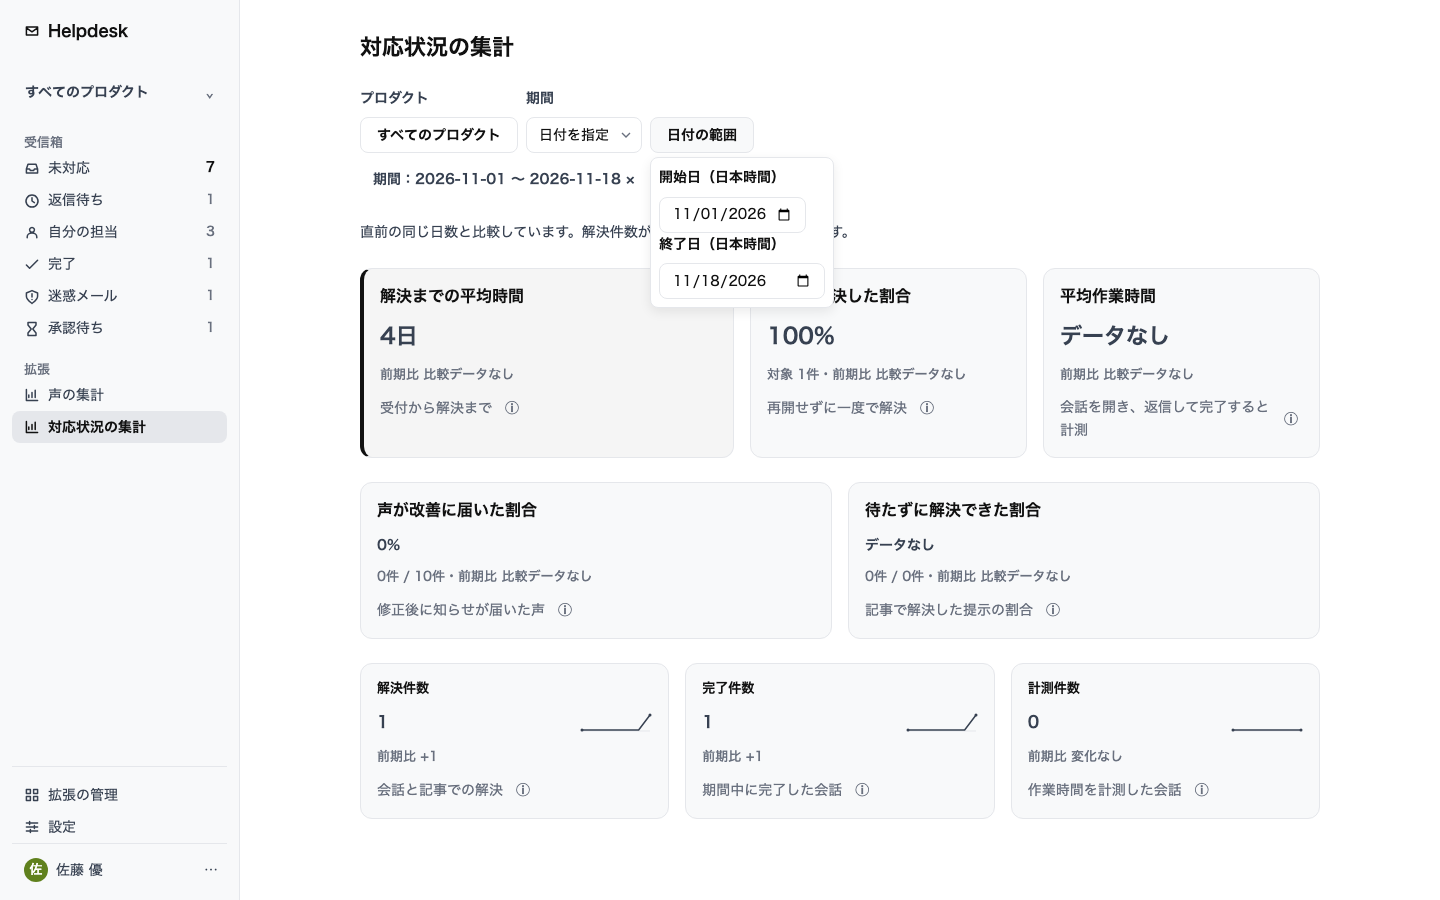 Helpdesk
すべてのプロダクト
受信箱
未対応 7
返信待ち 1
自分の担当 3
完了 1
迷惑メール 1
承認待ち 1
拡張
声の集計
対応状況の集計
拡張の管理
設定
佐 佐藤 優 …
対応状況の集計
プロダクト 期間
すべてのプロダクト 日付を指定 日付の範囲
期間：2026-11-01 〜 2026-11-18 ×
開始日（日本時間）
11/01/2026
終了日（日本時間）
11/18/2026
直前の同じ日数と比較しています。解決件数が す。
解決までの平均時間
4日
前期比 比較データなし
受付から解決まで
決した割合
100%
対象 1件・前期比 比較データなし
再開せずに一度で解決
平均作業時間
データなし
前期比 比較データなし
会話を開き、返信して完了すると
計測
声が改善に届いた割合
0%
0件 / 10件・前期比 比較データなし
修正後に知らせが届いた声
待たずに解決できた割合
データなし
0件 / 0件・前期比 比較データなし
記事で解決した提示の割合
解決件数
1
前期比 +1
会話と記事での解決
完了件数
1
前期比 +1
期間中に完了した会話
計測件数
0
前期比 変化なし
作業時間を計測した会話